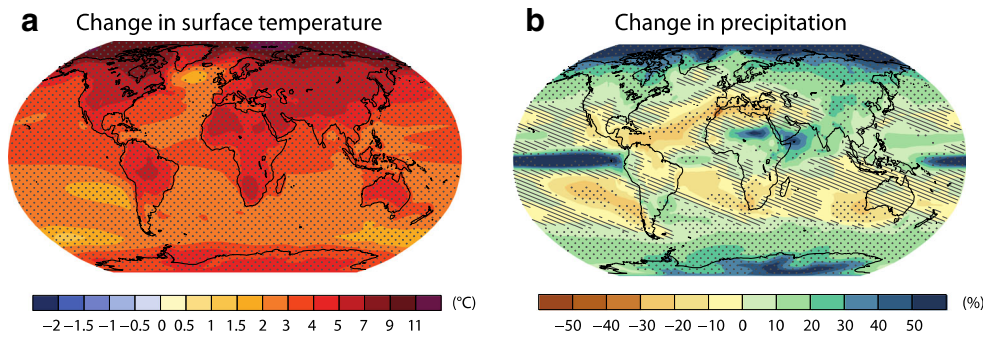 a Change in surface temperature
b Change in precipitation
(°C)
−2 −1.5 −1 −0.5 0 0.5 1 1.5 2 3 4 5 7 9 11
(%)
−50 −40 −30 −20 −10 0 10 20 30 40 50